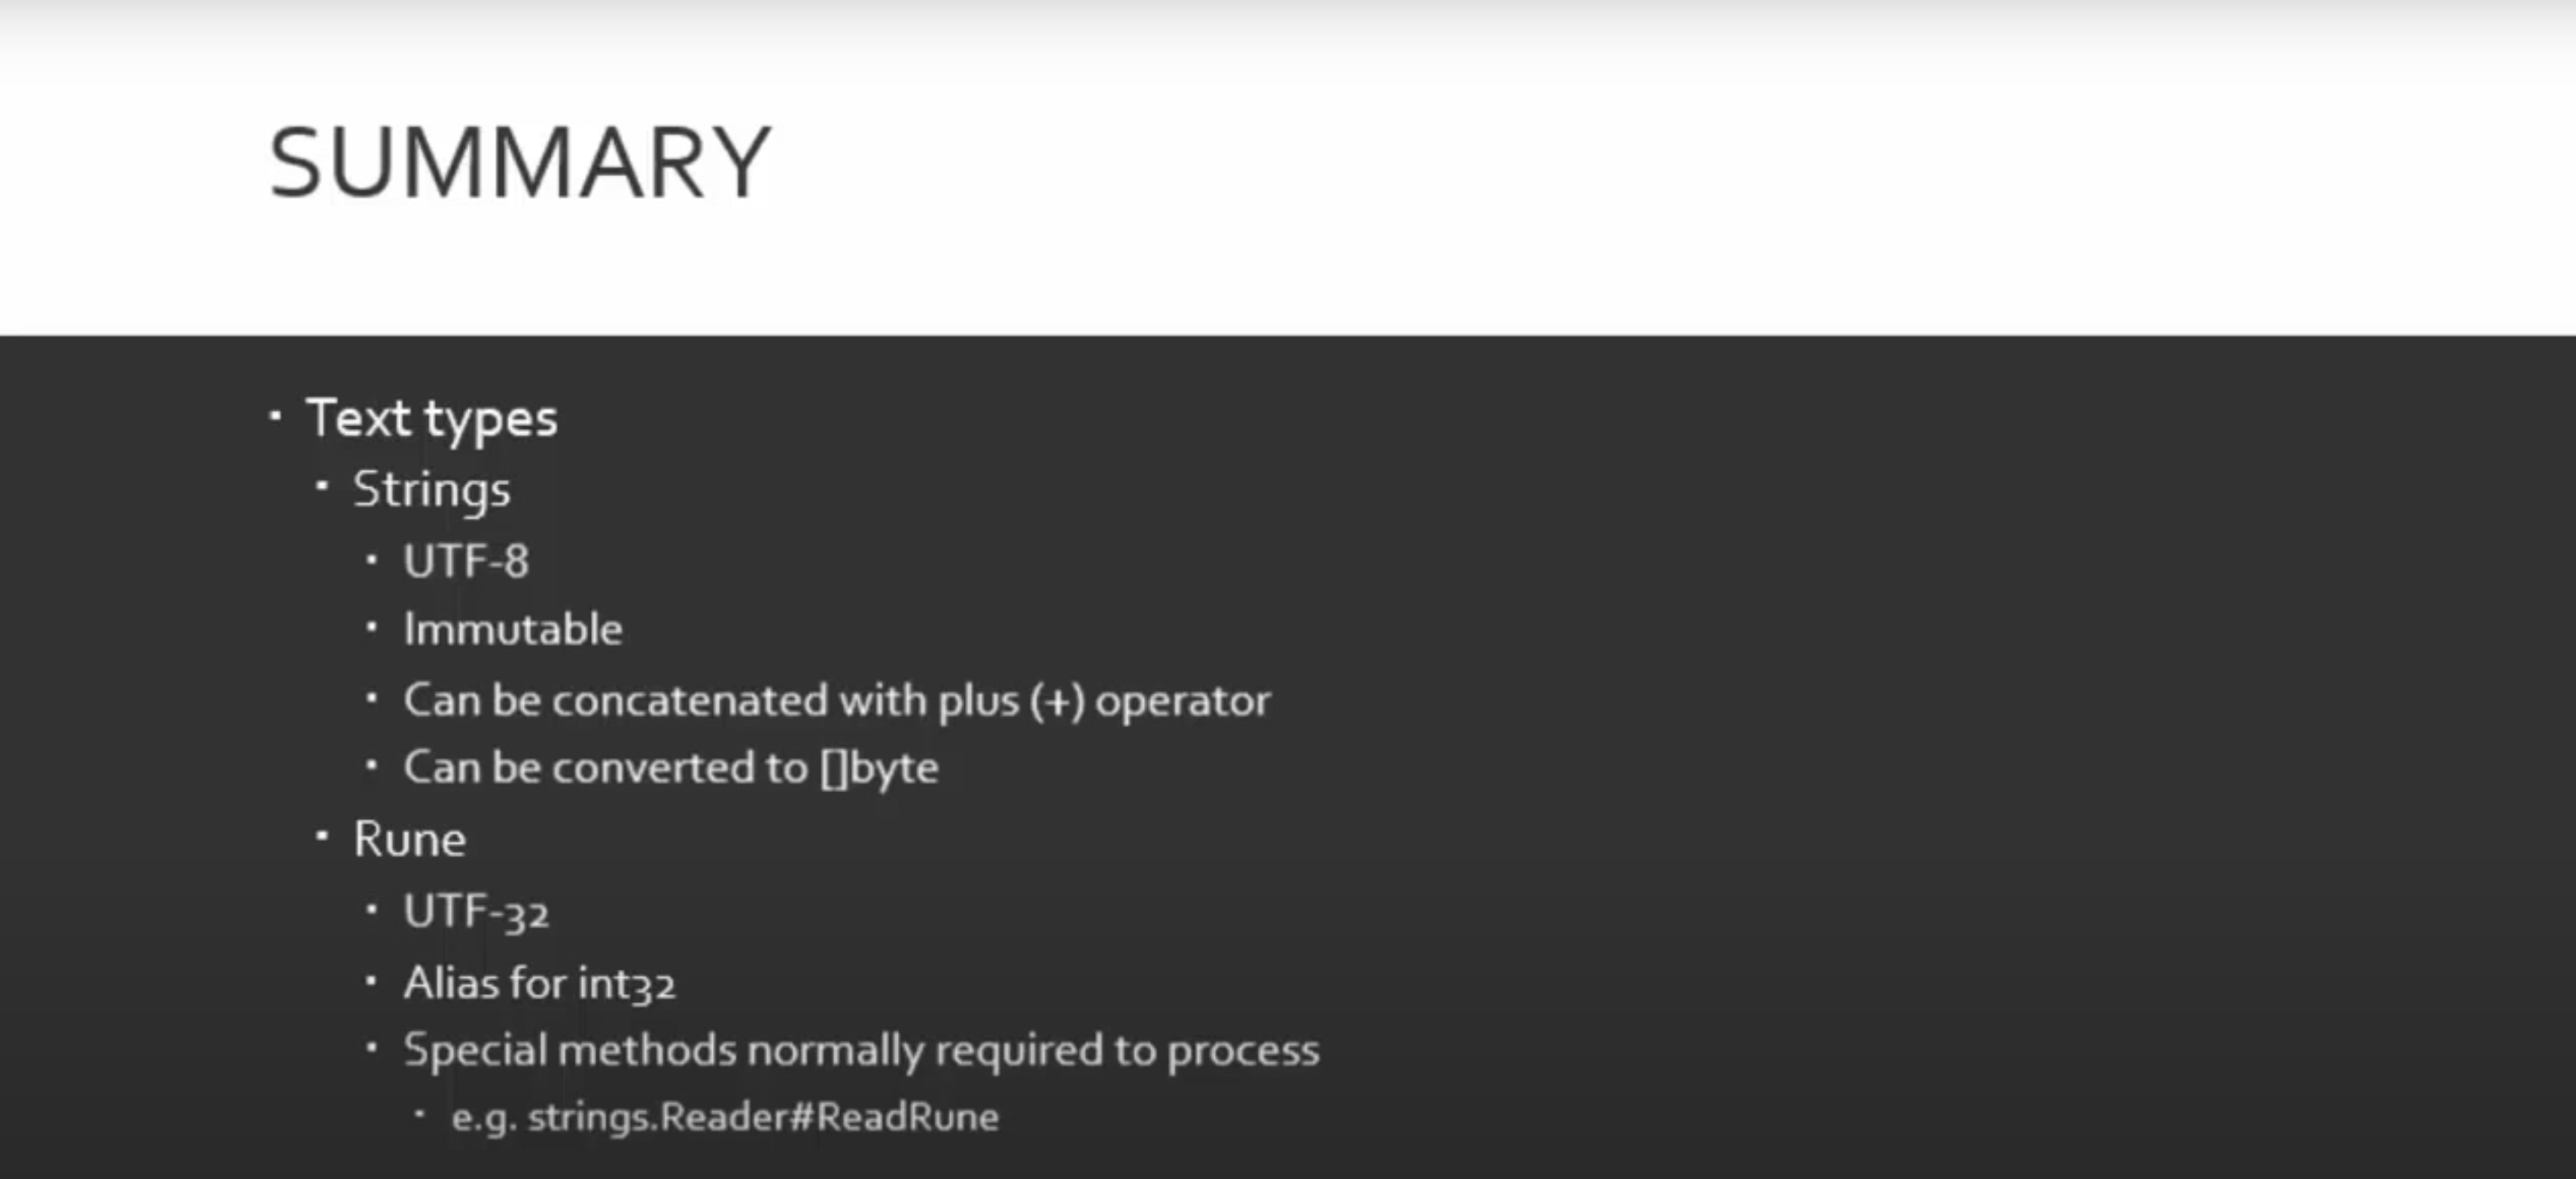 SUMMARY
▪ Text types
▪ Strings
▪ UTF-8
▪ Immutable
▪ Can be concatenated with plus (+) operator
▪ Can be converted to []byte
▪ Rune
▪ UTF-32
▪ Alias for int32
▪ Special methods normally required to process
▪ e.g. strings.Reader#ReadRune